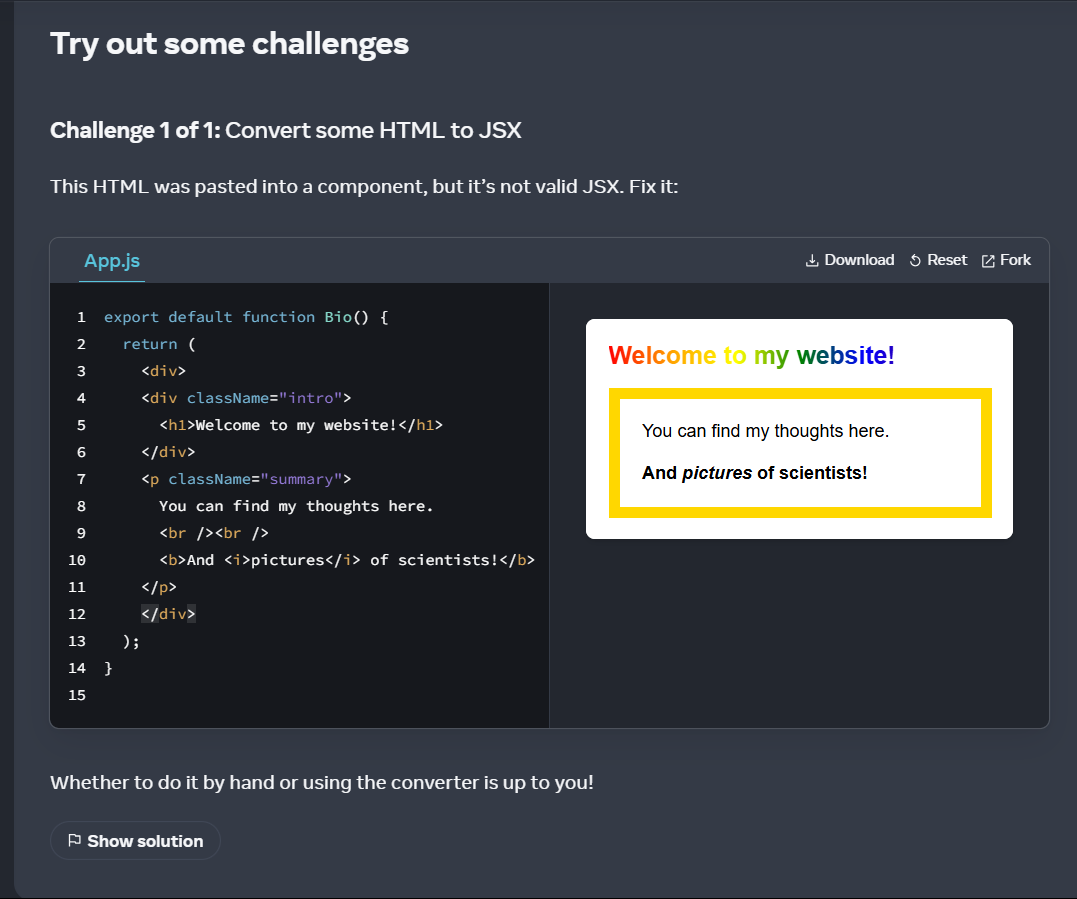 Try out some challenges
Challenge 1 of 1: Convert some HTML to JSX
This HTML was pasted into a component, but it’s not valid JSX. Fix it:
App.js
Download
Reset
Fork
1 export default function Bio() {
2   return (
3     <div>
4     <div className="intro">
5       <h1>Welcome to my website!</h1>
6     </div>
7     <p className="summary">
8       You can find my thoughts here.
9       <br /><br />
10       <b>And <i>pictures</i> of scientists!</b>
11     </p>
12     </div>
13   );
14 }
15
Welcome to my website!
You can find my thoughts here.
And pictures of scientists!
Whether to do it by hand or using the converter is up to you!
Show solution